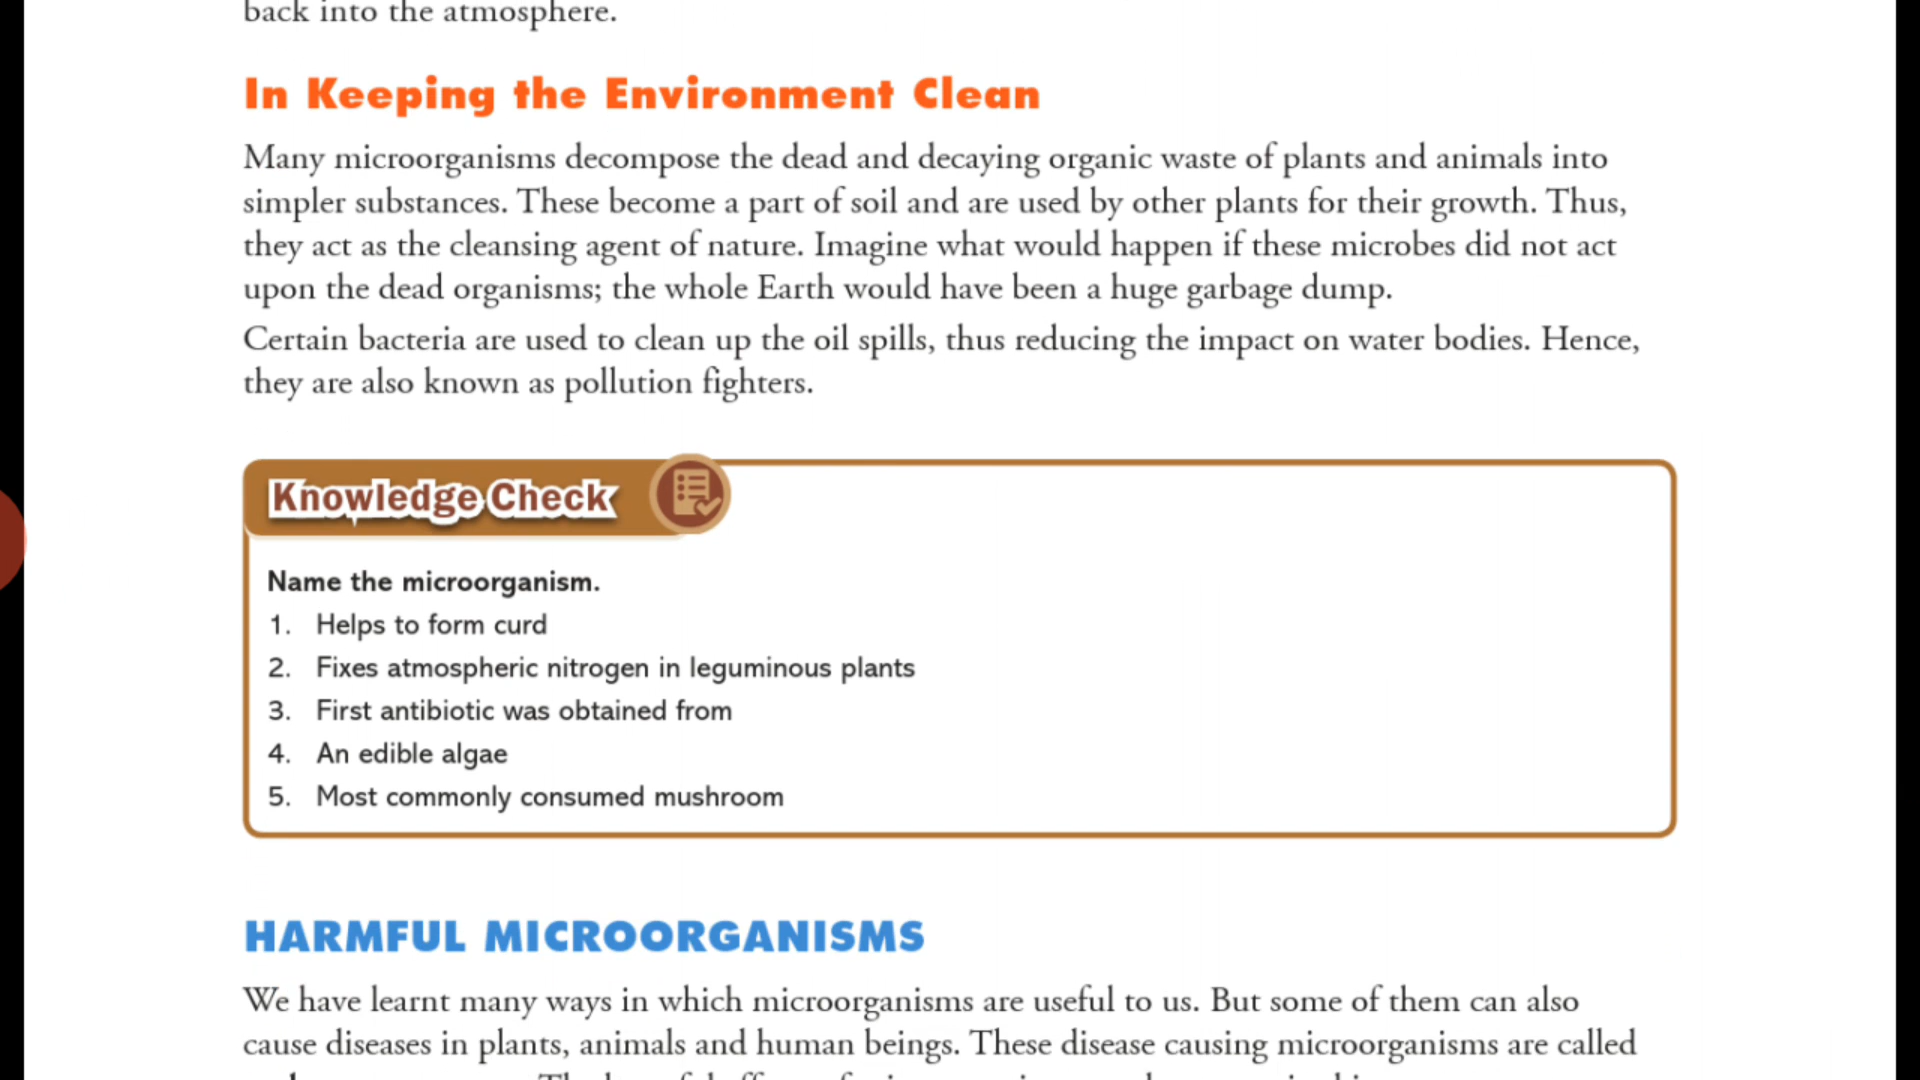 back into the atmosphere.
In Keeping the Environment Clean
Many microorganisms decompose the dead and decaying organic waste of plants and animals into
simpler substances. These become a part of soil and are used by other plants for their growth. Thus,
they act as the cleansing agent of nature. Imagine what would happen if these microbes did not act
upon the dead organisms; the whole Earth would have been a huge garbage dump.
Certain bacteria are used to clean up the oil spills, thus reducing the impact on water bodies. Hence,
they are also known as pollution fighters.
Knowledge Check
Name the microorganism.
1. Helps to form curd
2. Fixes atmospheric nitrogen in leguminous plants
3. First antibiotic was obtained from
4. An edible algae
5. Most commonly consumed mushroom
HARMFUL MICROORGANISMS
We have learnt many ways in which microorganisms are useful to us. But some of them can also
cause diseases in plants, animals and human beings. These disease causing microorganisms are called